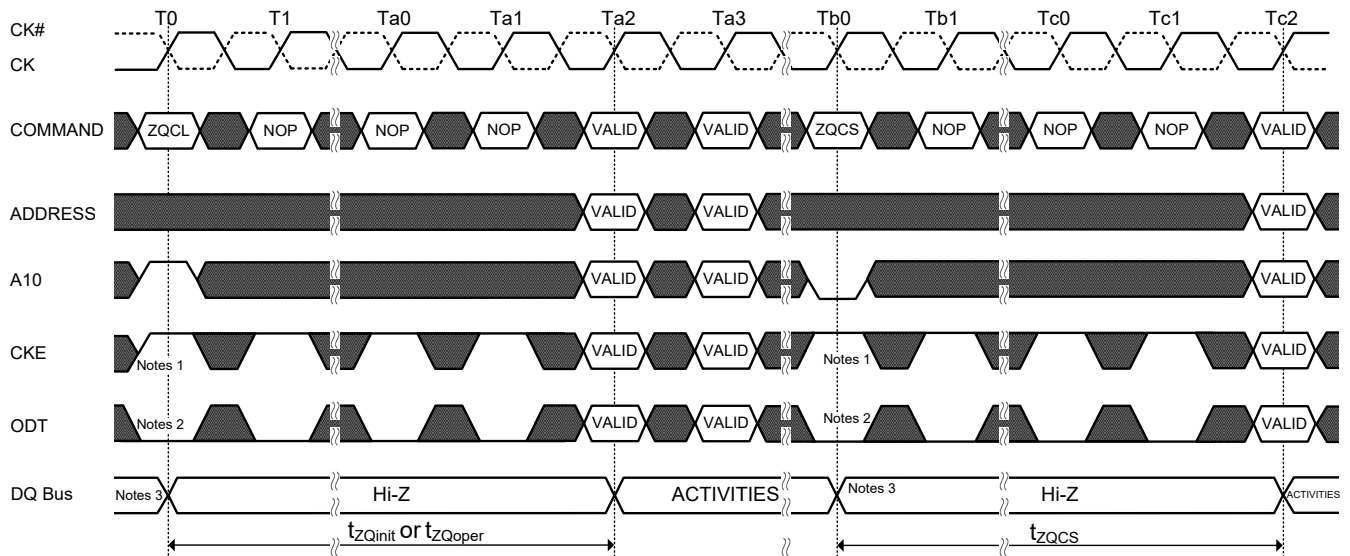 T0 T1 Ta0 Ta1 Ta2 Ta3 Tb0 Tb1 Tc0 Tc1 Tc2
CK#
CK
COMMAND ZQCL NOP NOP NOP VALID VALID ZQCS NOP NOP NOP VALID
ADDRESS VALID VALID VALID
A10 VALID VALID VALID
CKE Notes 1 VALID VALID Notes 1 VALID
ODT Notes 2 VALID VALID Notes 2 VALID
DQ Bus Notes 3 Hi-Z ACTIVITIES Notes 3 Hi-Z ACTIVITIES
tZQinit or tZQoper tZQCS